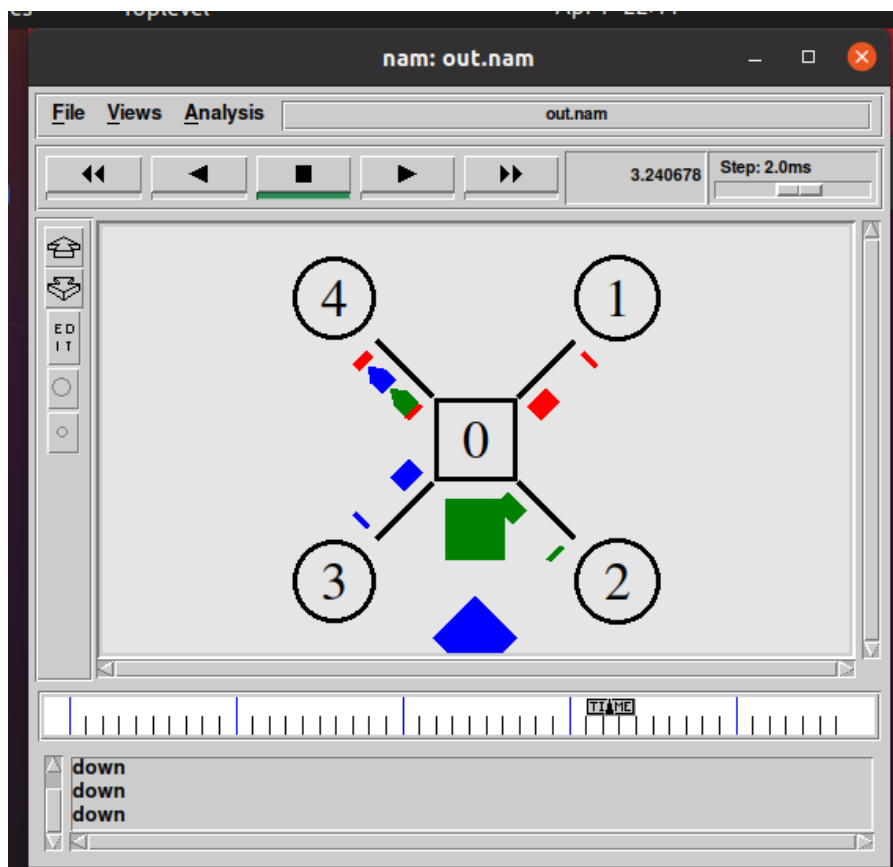 Toplevel
nam: out.nam
File Views Analysis out.nam
3.240678 Step: 2.0ms
4 1
ED
IT
0
3 2
TIME
down
down
down